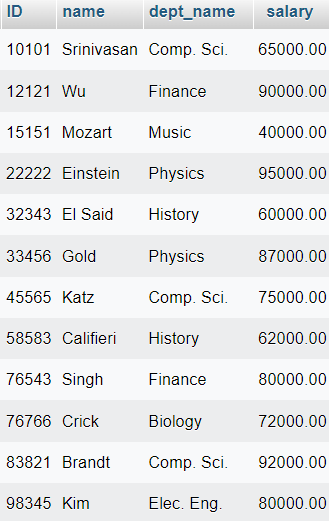 ID name dept_name salary
10101 Srinivasan Comp. Sci. 65000.00
12121 Wu Finance 90000.00
15151 Mozart Music 40000.00
22222 Einstein Physics 95000.00
32343 El Said History 60000.00
33456 Gold Physics 87000.00
45565 Katz Comp. Sci. 75000.00
58583 Califieri History 62000.00
76543 Singh Finance 80000.00
76766 Crick Biology 72000.00
83821 Brandt Comp. Sci. 92000.00
98345 Kim Elec. Eng. 80000.00